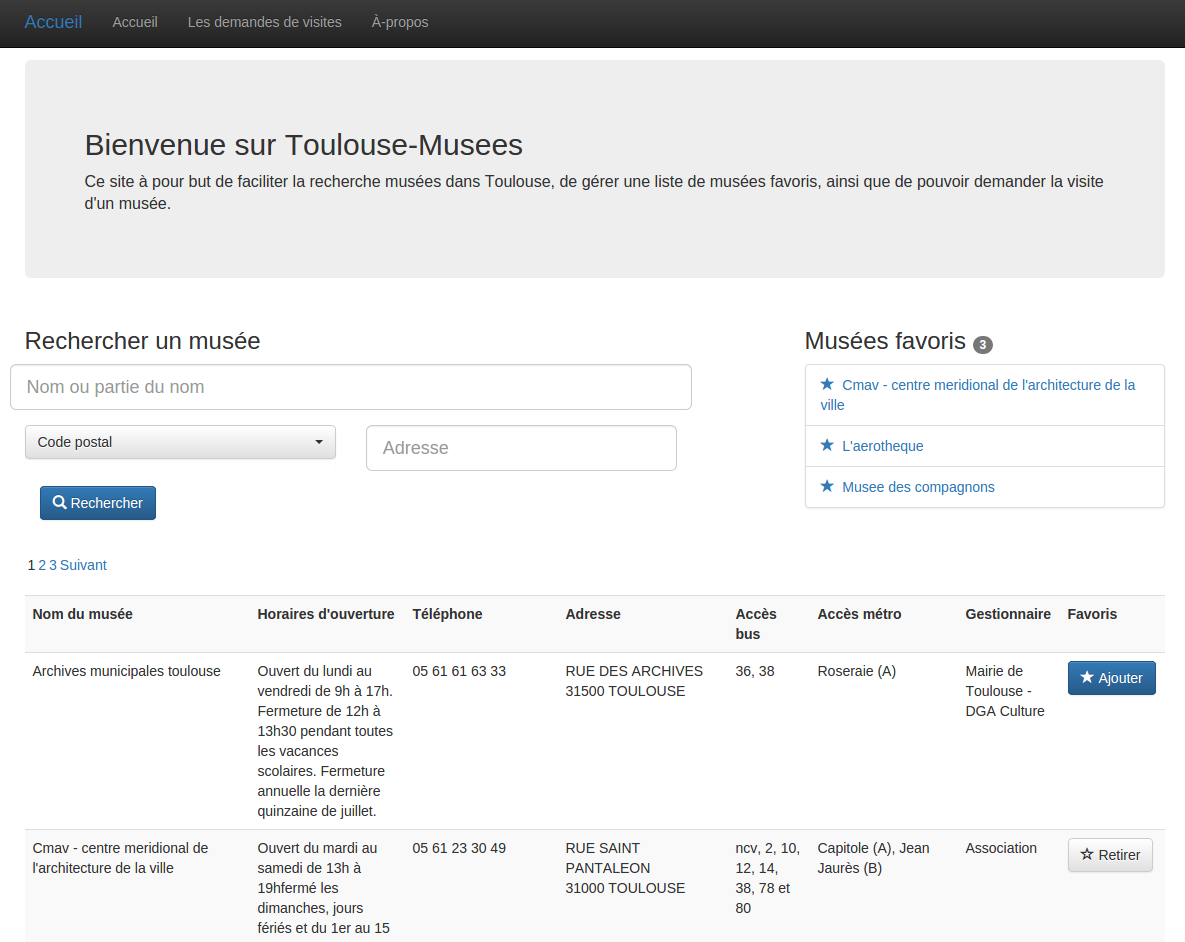 Accueil Accueil Les demandes de visites À-propos
Bienvenue sur Toulouse-Musees
Ce site à pour but de faciliter la recherche musées dans Toulouse, de gérer une liste de musées favoris, ainsi que de pouvoir demander la visite
d'un musée.
Rechercher un musée
Nom ou partie du nom
Code postal
Adresse
Rechercher
Musées favoris 3
Cmav - centre meridional de l'architecture de la
ville
L'aerotheque
Musee des compagnons
1 2 3 Suivant
Nom du musée
Horaires d'ouverture
Téléphone
Adresse
Accès
bus
Accès métro
Gestionnaire
Favoris
Archives municipales toulouse
Ouvert du lundi au
vendredi de 9h à 17h.
Fermeture de 12h à
13h30 pendant toutes
les vacances
scolaires. Fermeture
annuelle la dernière
quinzaine de juillet.
05 61 61 63 33
RUE DES ARCHIVES
31500 TOULOUSE
36, 38
Roseraie (A)
Mairie de
Toulouse -
DGA Culture
Ajouter
Cmav - centre meridional de
l'architecture de la ville
Ouvert du mardi au
samedi de 13h à
19hfermé les
dimanches, jours
fériés et du 1er au 15
05 61 23 30 49
RUE SAINT
PANTALEON
31000 TOULOUSE
ncv, 2, 10,
12, 14,
38, 78 et
80
Capitole (A), Jean
Jaurès (B)
Association
Retirer